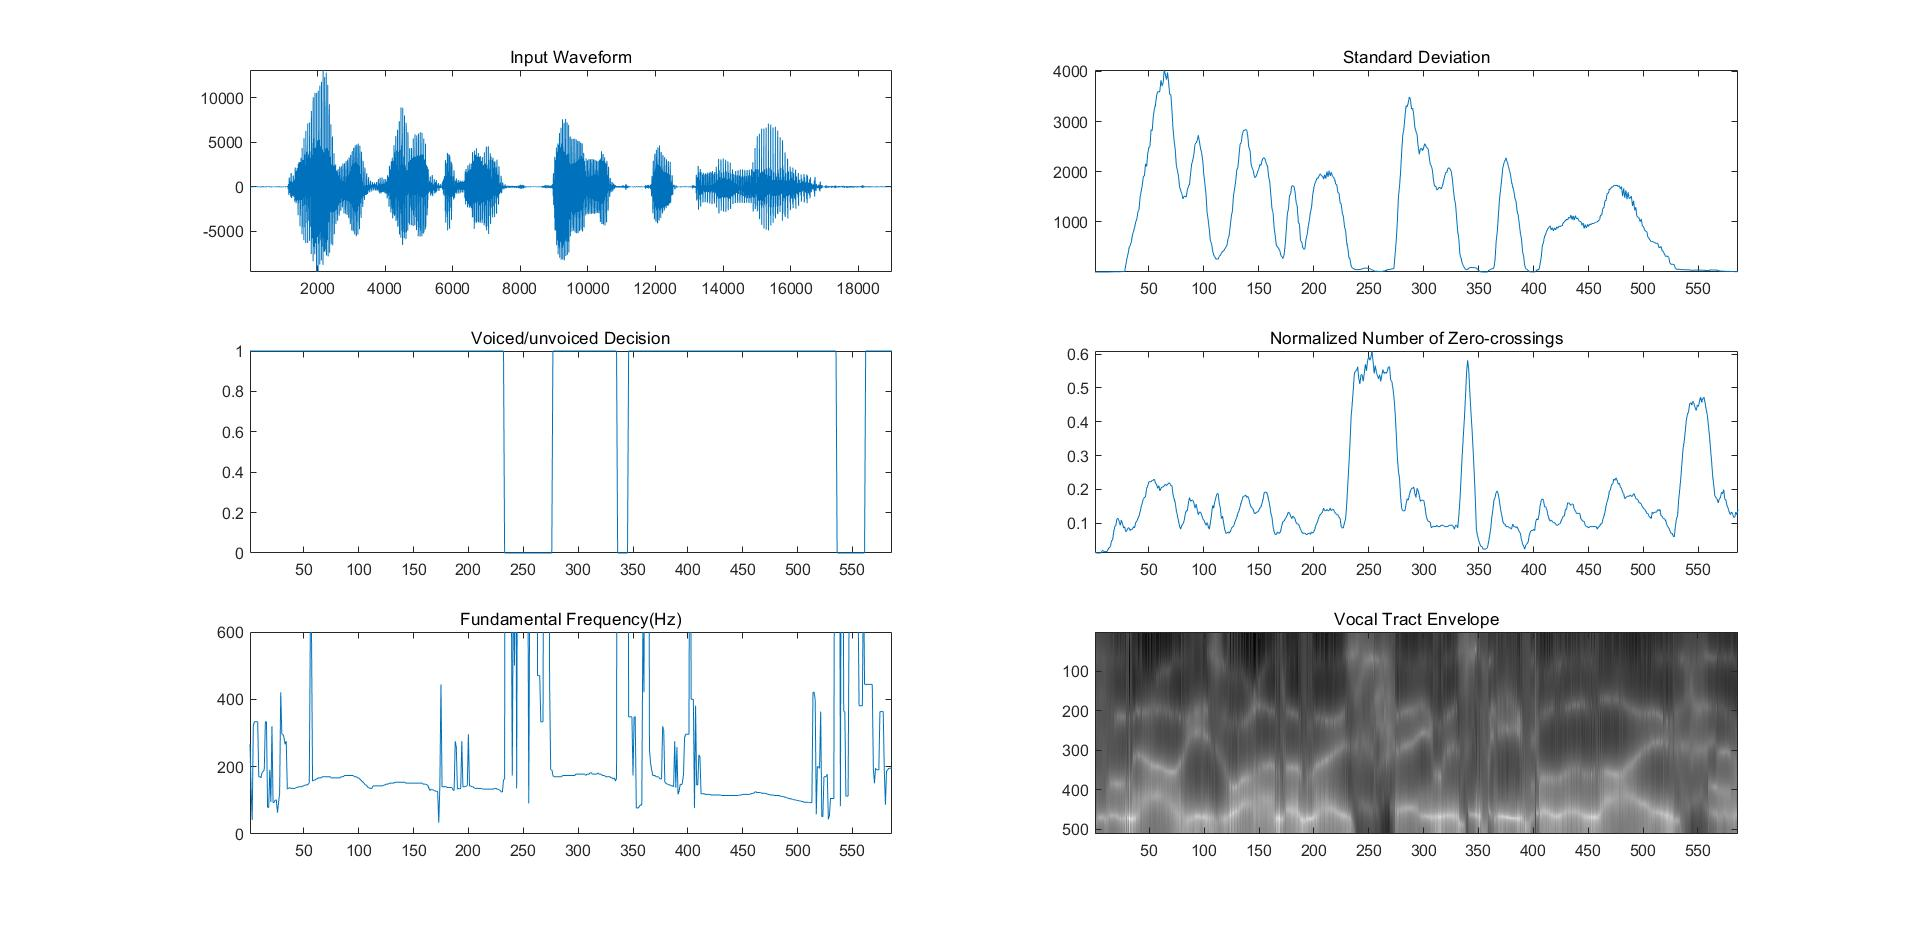 Input Waveform
10000
5000
0
-5000
2000 4000 6000 8000 10000 12000 14000 16000 18000
Standard Deviation
4000
3000
2000
1000
50 100 150 200 250 300 350 400 450 500 550
Voiced/unvoiced Decision
1
0.8
0.6
0.4
0.2
0
50 100 150 200 250 300 350 400 450 500 550
Normalized Number of Zero-crossings
0.6
0.5
0.4
0.3
0.2
0.1
50 100 150 200 250 300 350 400 450 500 550
Fundamental Frequency(Hz)
600
400
200
0
50 100 150 200 250 300 350 400 450 500 550
Vocal Tract Envelope
100
200
300
400
500
50 100 150 200 250 300 350 400 450 500 550